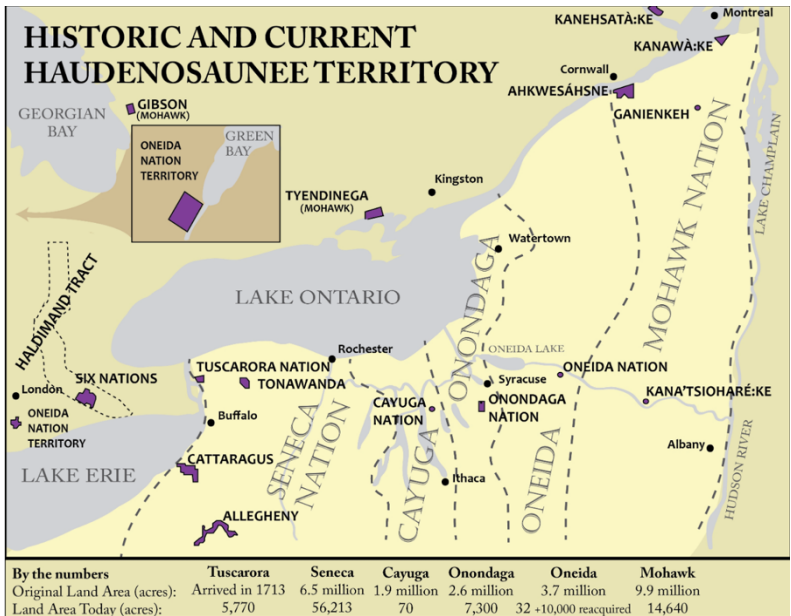 HISTORIC AND CURRENT
HAUDENOSAUNEE TERRITORY
KANEHSATÀ:KE
Montreal
KANAWÀ:KE
Cornwall
AHKWESÁHSNE
GANIENKEH
GEORGIAN
BAY
GIBSON
(MOHAWK)
ONEIDA
NATION
TERRITORY
GREEN
BAY
TYENDINEGA
(MOHAWK)
Kingston
Watertown
MOHAWK NATION
LAKE CHAMPLAIN
HALDIMAND TRACT
LAKE ONTARIO
ONONDAGA
ONEIDA LAKE
Rochester
SIX NATIONS
TUSCARORA NATION
TONAWANDA
Londòn
ONEIDA
NATION
TERRITORY
Buffalo
SENECA
NATION
CAYUGA
NATION
Syracuse
ONONDAGA
NATION
ONEIDA NATION
KANA'TSIOHARÉ:KE
Albany
HUDSON RIVER
LAKE ERIE
CATTARAGUS
ALLEGHENY
CAYUGA
Ithaca
ONEIDA
By the numbers Tuscarora Seneca Cayuga Onondaga Oneida Mohawk
Original Land Area (acres): Arrived in 1713 6.5 million 1.9 million 2.6 million 3.7 million 9.9 million
Land Area Today (acres): 5,770 56,213 70 7,300 32 +10,000 reacquired 14,640